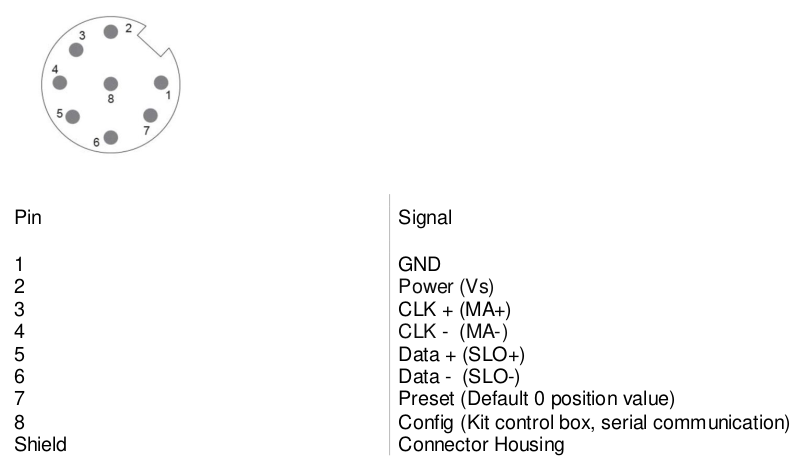 3 2
4
8 1
5 7
6
Pin Signal
1 GND
2 Power (Vs)
3 CLK + (MA+)
4 CLK - (MA-)
5 Data + (SLO+)
6 Data - (SLO-)
7 Preset (Default 0 position value)
8 Config (Kit control box, serial communication)
Shield Connector Housing